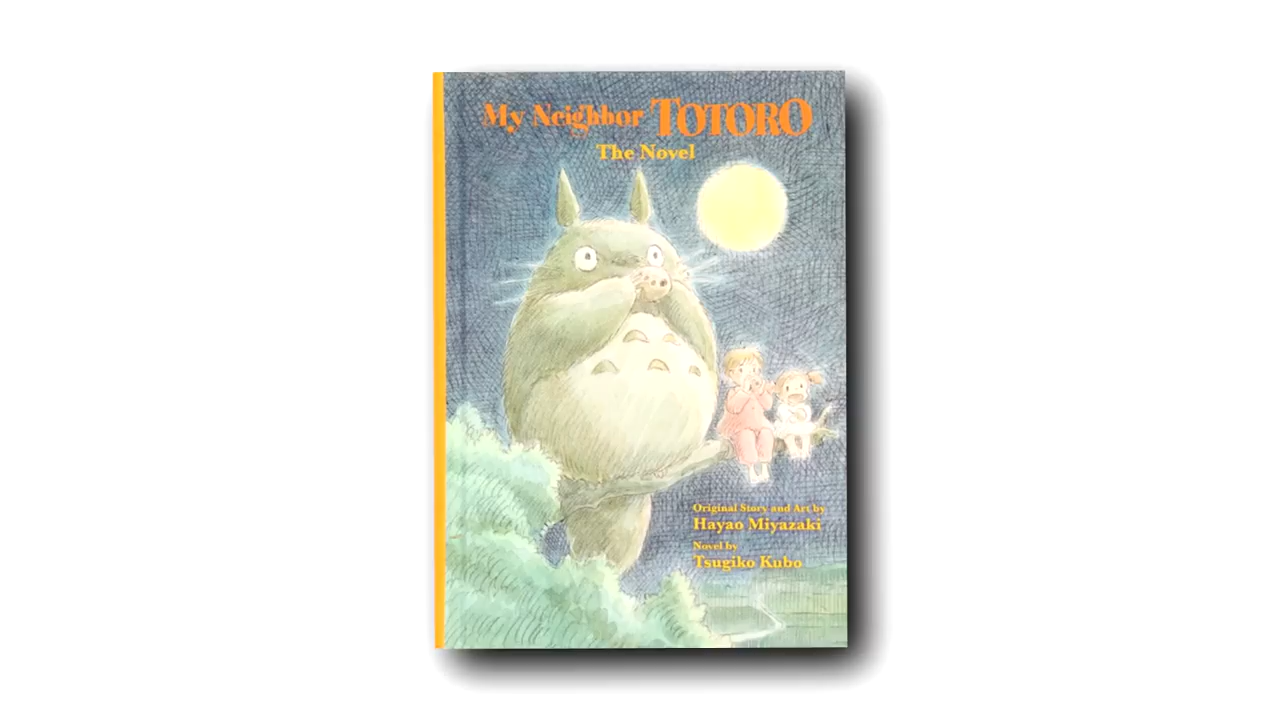 My Neighbor TOTORO
The Novel
Original Story and Art by
Hayao Miyazaki
Novel by
Tsugiko Kubo